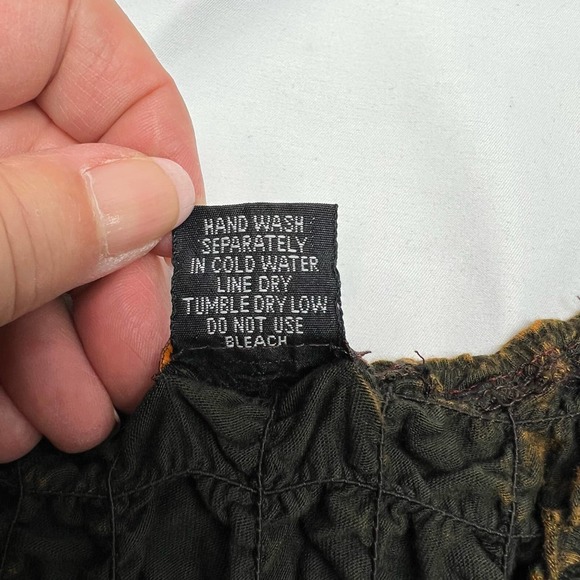 HAND WASH
SEPARATELY
IN COLD WATER
LINE DRY
TUMBLE DRY LOW
DO NOT USE
BLEACH